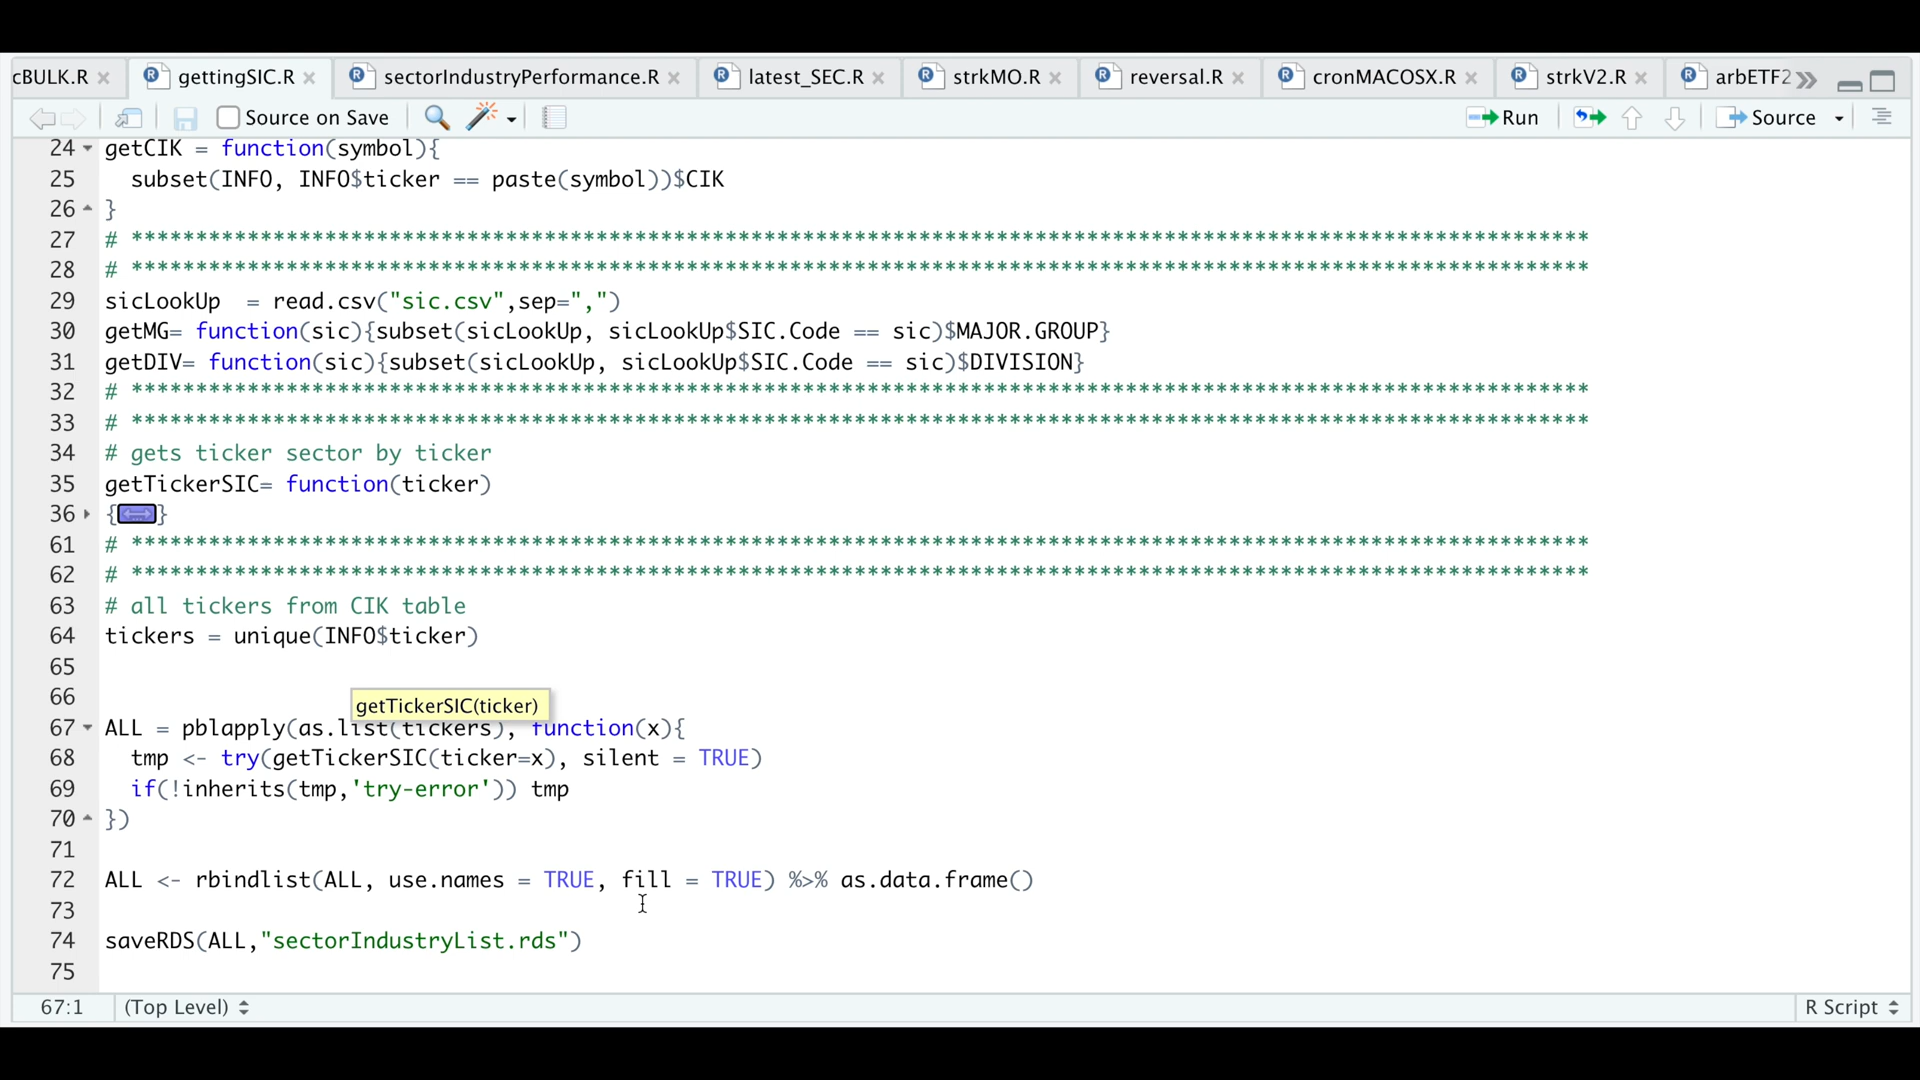 cBULK.R
gettingSIC.R
sectorIndustryPerformance.R
latest_SEC.R
strkMO.R
reversal.R
cronMACOSX.R
strkV2.R
arbETF2
Source on Save
Run
Source
24 getCIK = function(symbol){
25 subset(INFO, INFO$ticker == paste(symbol))$CIK
26 }
27 # *****************************************************************************************************************
28 # *****************************************************************************************************************
29 sicLookUp  = read.csv("sic.csv",sep=",")
30 getMG= function(sic){subset(sicLookUp, sicLookUp$SIC.Code == sic)$MAJOR.GROUP}
31 getDIV= function(sic){subset(sicLookUp, sicLookUp$SIC.Code == sic)$DIVISION}
32 # *****************************************************************************************************************
33 # *****************************************************************************************************************
34 # gets ticker sector by ticker
35 getTickerSIC= function(ticker)
36 {...}
61 # *****************************************************************************************************************
62 # *****************************************************************************************************************
63 # all tickers from CIK table
64 tickers = unique(INFO$ticker)
65
66
getTickerSIC(ticker)
67 ALL = pblapply(as.list(tickers), function(x){
68 tmp <- try(getTickerSIC(ticker=x), silent = TRUE)
69 if(!inherits(tmp,'try-error')) tmp
70 })
71
72 ALL <- rbindlist(ALL, use.names = TRUE, fill = TRUE) %>% as.data.frame()
73
74 saveRDS(ALL,"sectorIndustryList.rds")
75
67:1 (Top Level) R Script